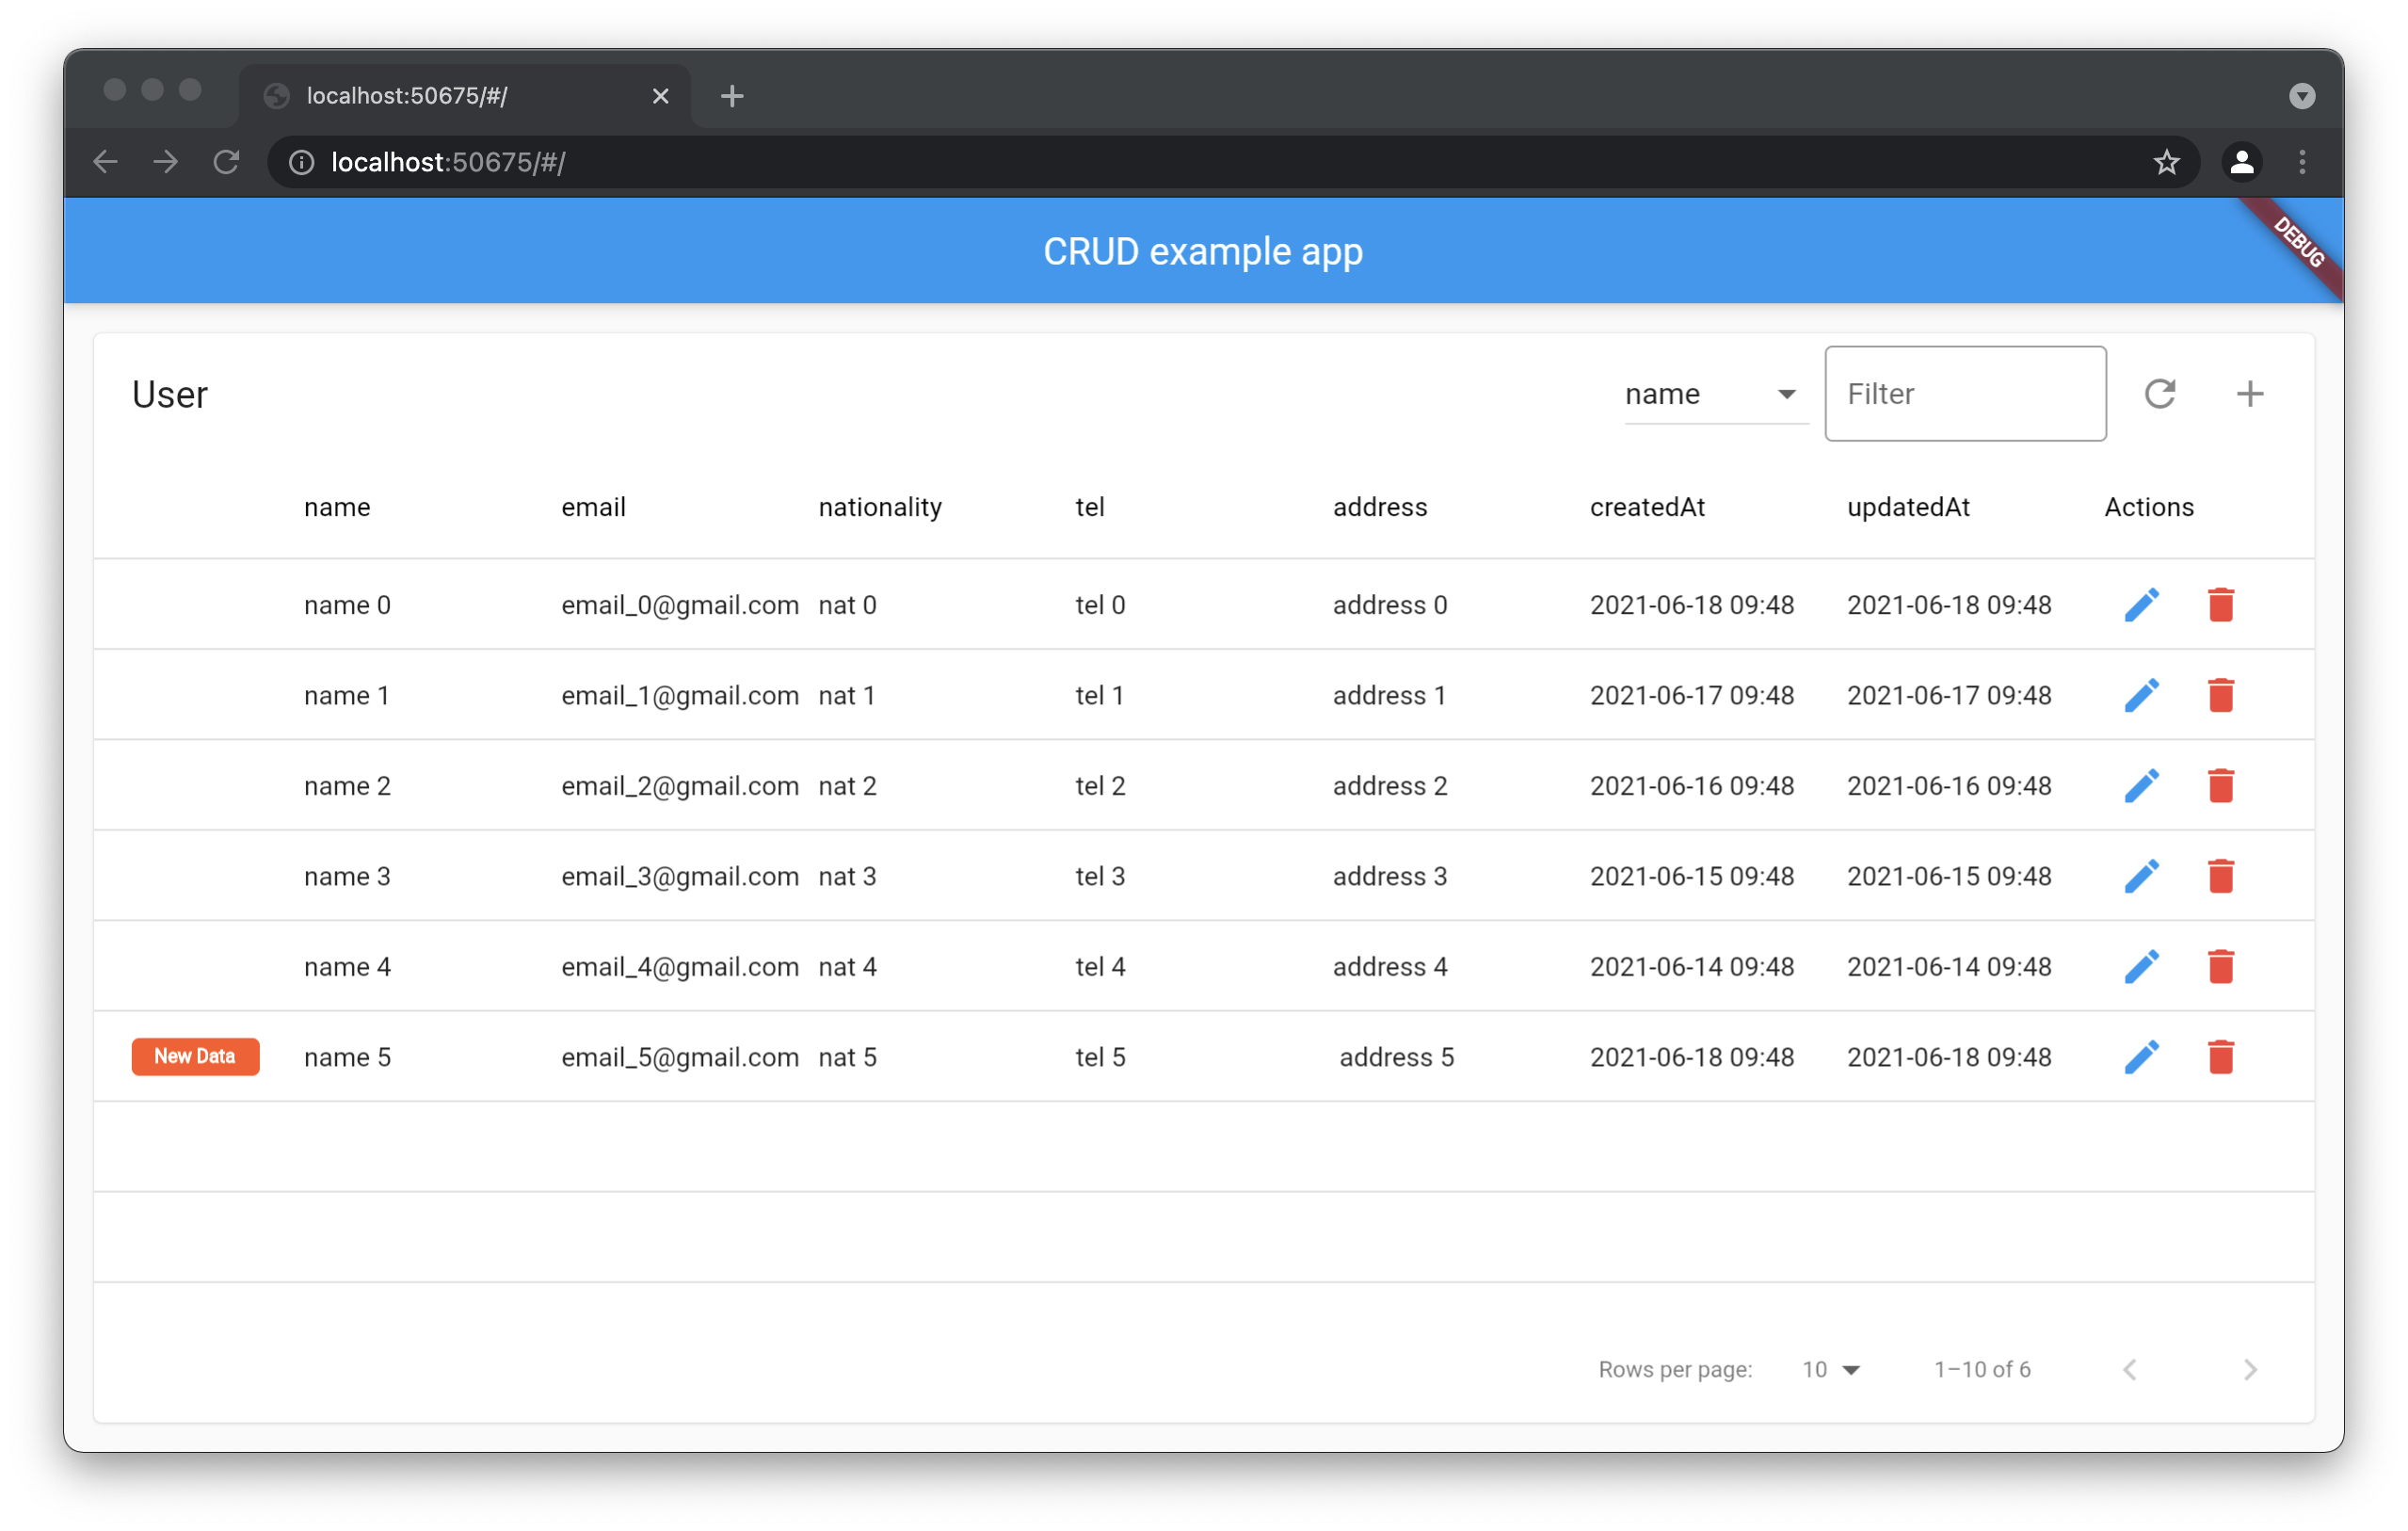 localhost:50675/#/
localhost:50675/#/
CRUD example app
DEBUG
User name Filter
name email nationality tel address createdAt updatedAt Actions
name 0 email_0@gmail.com nat 0 tel 0 address 0 2021-06-18 09:48 2021-06-18 09:48
name 1 email_1@gmail.com nat 1 tel 1 address 1 2021-06-17 09:48 2021-06-17 09:48
name 2 email_2@gmail.com nat 2 tel 2 address 2 2021-06-16 09:48 2021-06-16 09:48
name 3 email_3@gmail.com nat 3 tel 3 address 3 2021-06-15 09:48 2021-06-15 09:48
name 4 email_4@gmail.com nat 4 tel 4 address 4 2021-06-14 09:48 2021-06-14 09:48
New Data name 5 email_5@gmail.com nat 5 tel 5 address 5 2021-06-18 09:48 2021-06-18 09:48
Rows per page: 10 1–10 of 6